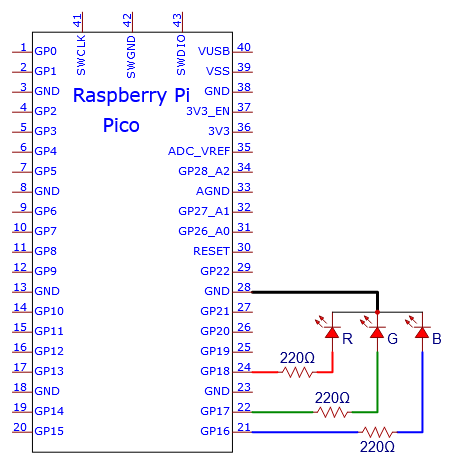 41 42 43
SWCLK SWGND SWDIO
1 GP0 VUSB 40
2 GP1 VSS 39
3 GND GND 38
Raspberry Pi
Pico
4 GP2 3V3_EN 37
5 GP3 3V3 36
6 GP4 ADC_VREF 35
7 GP5 GP28_A2 34
8 GND AGND 33
9 GP6 GP27_A1 32
10 GP7 GP26_A0 31
11 GP8 RESET 30
12 GP9 GP22 29
13 GND GND 28
14 GP10 GP21 27
15 GP11 GP20 26
16 GP12 GP19 25
17 GP13 GP18 24
18 GND GND 23
19 GP14 GP17 22
20 GP15 GP16 21
R G B
220Ω
220Ω
220Ω